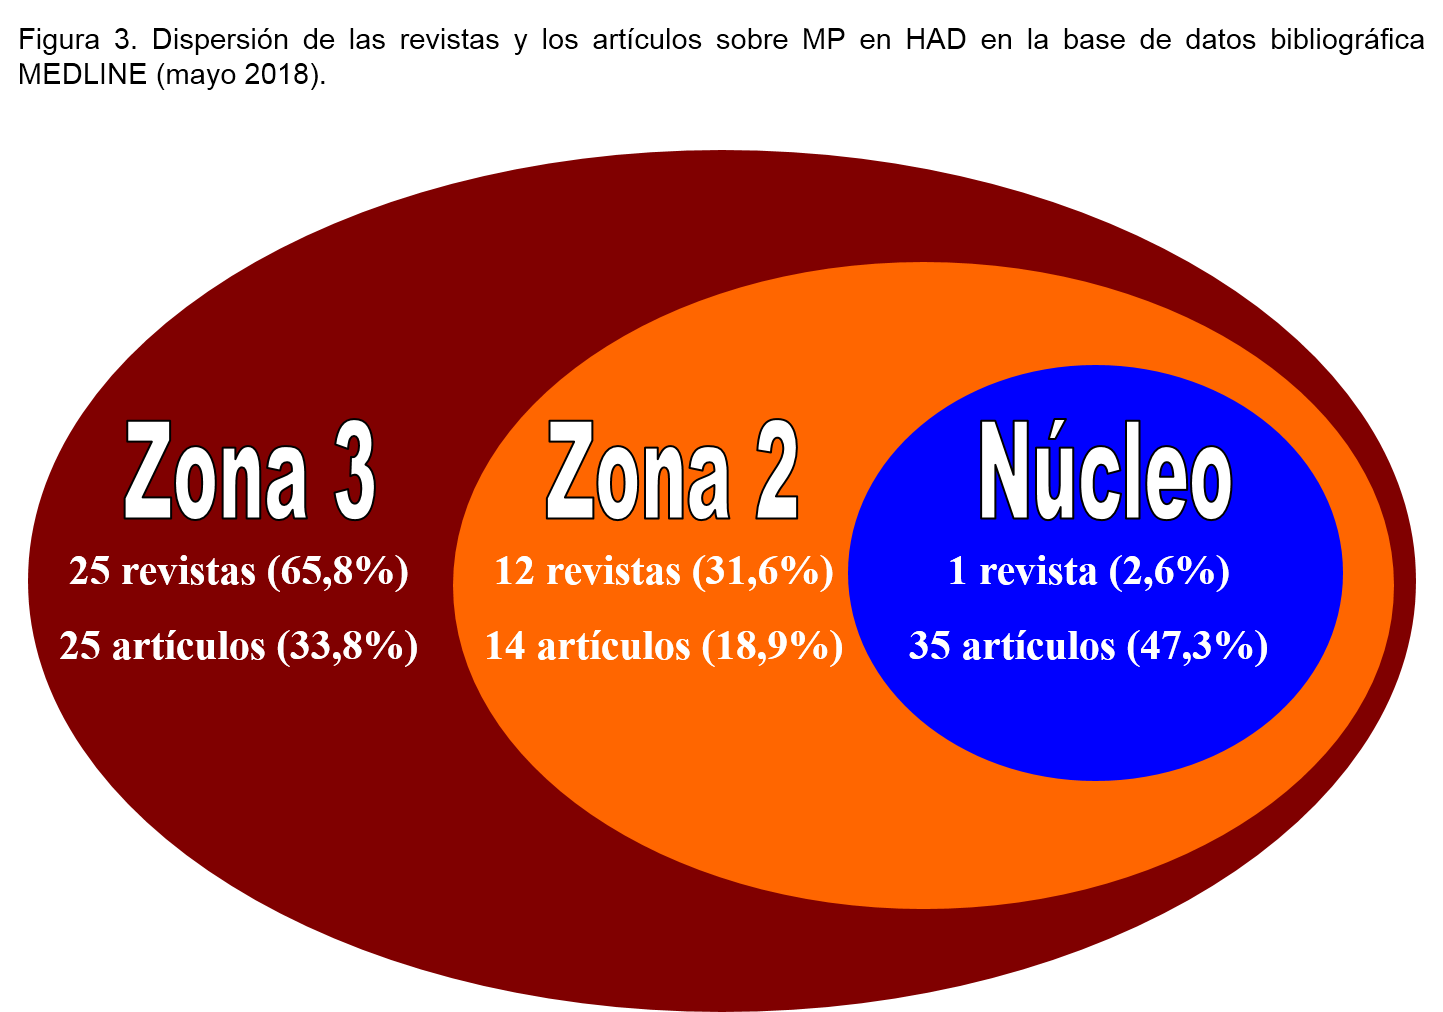 Figura 3. Dispersión de las revistas y los artículos sobre MP en HAD en la base de datos bibliográfica
MEDLINE (mayo 2018).
Zona 3
25 revistas (65,8%)
25 artículos (33,8%)
Zona 2
12 revistas (31,6%)
14 artículos (18,9%)
Núcleo
1 revista (2,6%)
35 artículos (47,3%)